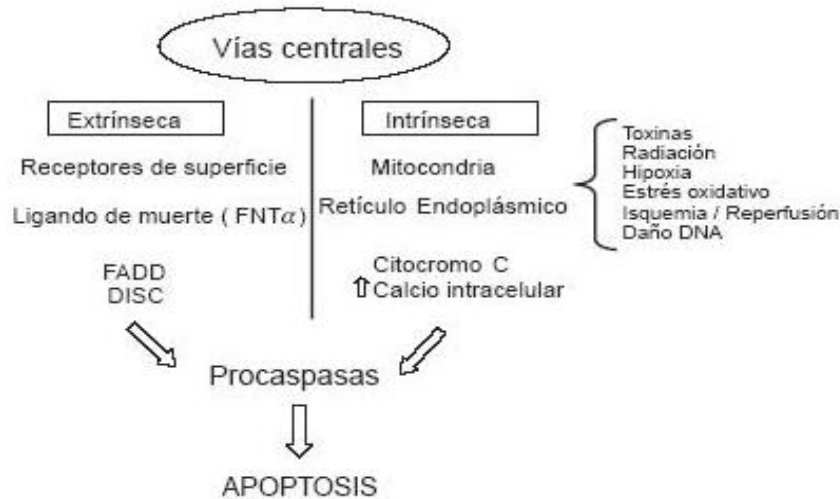 Vías centrales
Extrínseca
Receptores de superficie
Ligando de muerte ( FNTα)
FADD
DISC
Intrínseca
Mitocondria
Retículo Endoplásmico
Citocromo C
Calcio intracelular
Toxinas
Radiación
Hipoxia
Estrés oxidativo
Isquemia / Reperfusión
Daño DNA
Procaspasas
APOPTOSIS